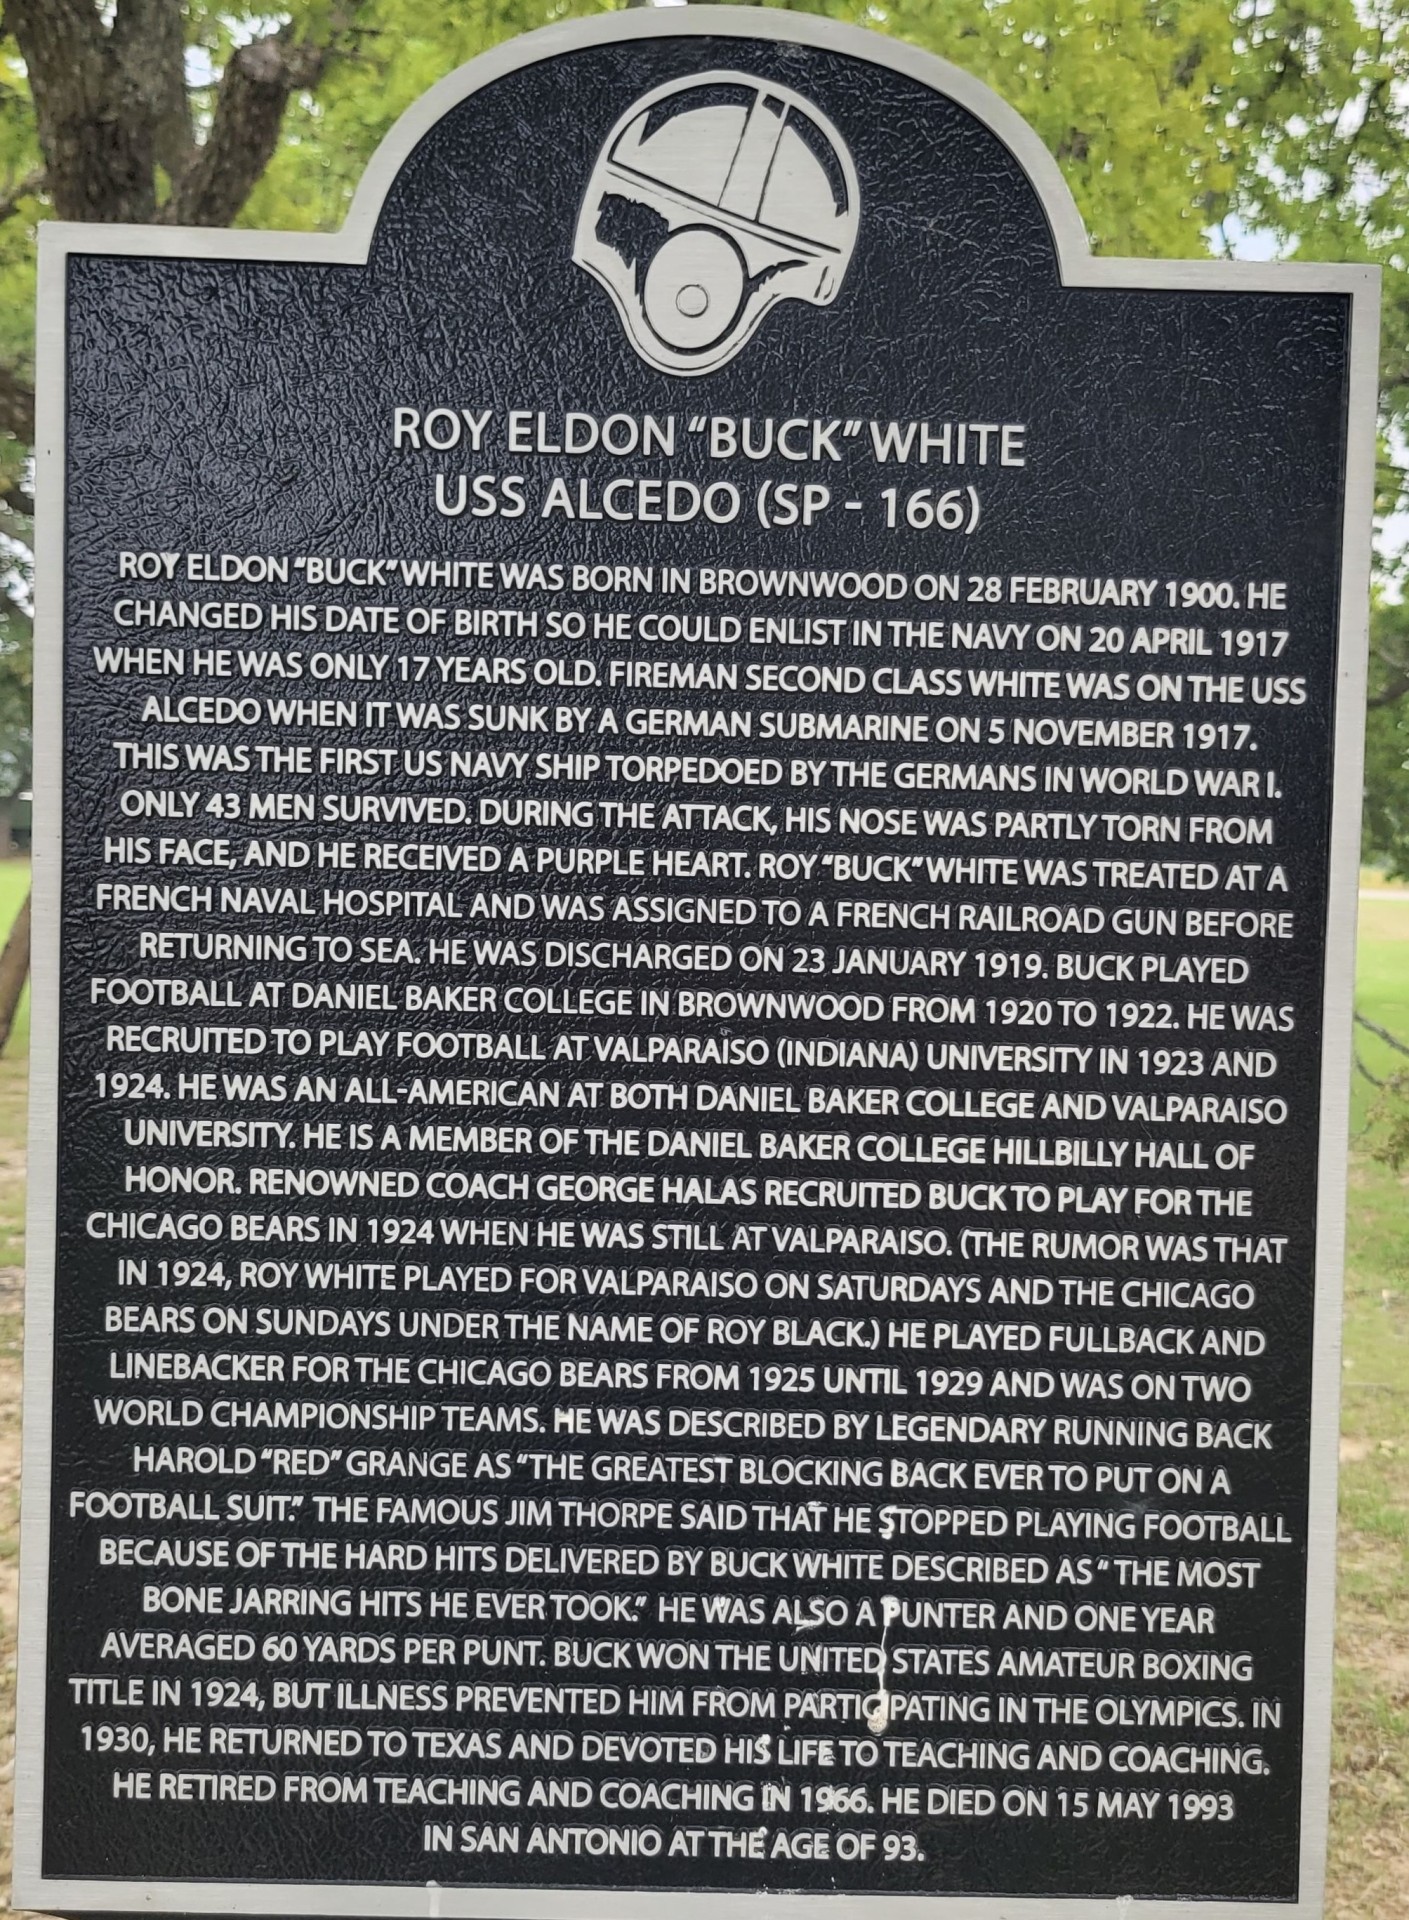 ROY ELDON “BUCK” WHITE
USS ALCEDO (SP - 166)
ROY ELDON “BUCK” WHITE WAS BORN IN BROWNWOOD ON 28 FEBRUARY 1900. HE
CHANGED HIS DATE OF BIRTH SO HE COULD ENLIST IN THE NAVY ON 20 APRIL 1917
WHEN HE WAS ONLY 17 YEARS OLD. FIREMAN SECOND CLASS WHITE WAS ON THE USS
ALCEDO WHEN IT WAS SUNK BY A GERMAN SUBMARINE ON 5 NOVEMBER 1917.
THIS WAS THE FIRST US NAVY SHIP TORPEDOED BY THE GERMANS IN WORLD WAR I.
ONLY 43 MEN SURVIVED. DURING THE ATTACK, HIS NOSE WAS PARTLY TORN FROM
HIS FACE, AND HE RECEIVED A PURPLE HEART. ROY “BUCK” WHITE WAS TREATED AT A
FRENCH NAVAL HOSPITAL AND WAS ASSIGNED TO A FRENCH RAILROAD GUN BEFORE
RETURNING TO SEA. HE WAS DISCHARGED ON 23 JANUARY 1919. BUCK PLAYED
FOOTBALL AT DANIEL BAKER COLLEGE IN BROWNWOOD FROM 1920 TO 1922. HE WAS
RECRUITED TO PLAY FOOTBALL AT VALPARAISO (INDIANA) UNIVERSITY IN 1923 AND
1924. HE WAS AN ALL-AMERICAN AT BOTH DANIEL BAKER COLLEGE AND VALPARAISO
UNIVERSITY. HE IS A MEMBER OF THE DANIEL BAKER COLLEGE HILLBILLY HALL OF
HONOR. RENOWNED COACH GEORGE HALAS RECRUITED BUCK TO PLAY FOR THE
CHICAGO BEARS IN 1924 WHEN HE WAS STILL AT VALPARAISO. (THE RUMOR WAS THAT
IN 1924, ROY WHITE PLAYED FOR VALPARAISO ON SATURDAYS AND THE CHICAGO
BEARS ON SUNDAYS UNDER THE NAME OF ROY BLACK.) HE PLAYED FULLBACK AND
LINEBACKER FOR THE CHICAGO BEARS FROM 1925 UNTIL 1929 AND WAS ON TWO
WORLD CHAMPIONSHIP TEAMS. HE WAS DESCRIBED BY LEGENDARY RUNNING BACK
HAROLD “RED” GRANGE AS “THE GREATEST BLOCKING BACK EVER TO PUT ON A
FOOTBALL SUIT.” THE FAMOUS JIM THORPE SAID THAT HE STOPPED PLAYING FOOTBALL
BECAUSE OF THE HARD HITS DELIVERED BY BUCK WHITE DESCRIBED AS “ THE MOST
BONE JARRING HITS HE EVER TOOK.” HE WAS ALSO A PUNTER AND ONE YEAR
AVERAGED 60 YARDS PER PUNT. BUCK WON THE UNITED STATES AMATEUR BOXING
TITLE IN 1924, BUT ILLNESS PREVENTED HIM FROM PARTICIPATING IN THE OLYMPICS. IN
1930, HE RETURNED TO TEXAS AND DEVOTED HIS LIFE TO TEACHING AND COACHING.
HE RETIRED FROM TEACHING AND COACHING IN 1966. HE DIED ON 15 MAY 1993
IN SAN ANTONIO AT THE AGE OF 93.